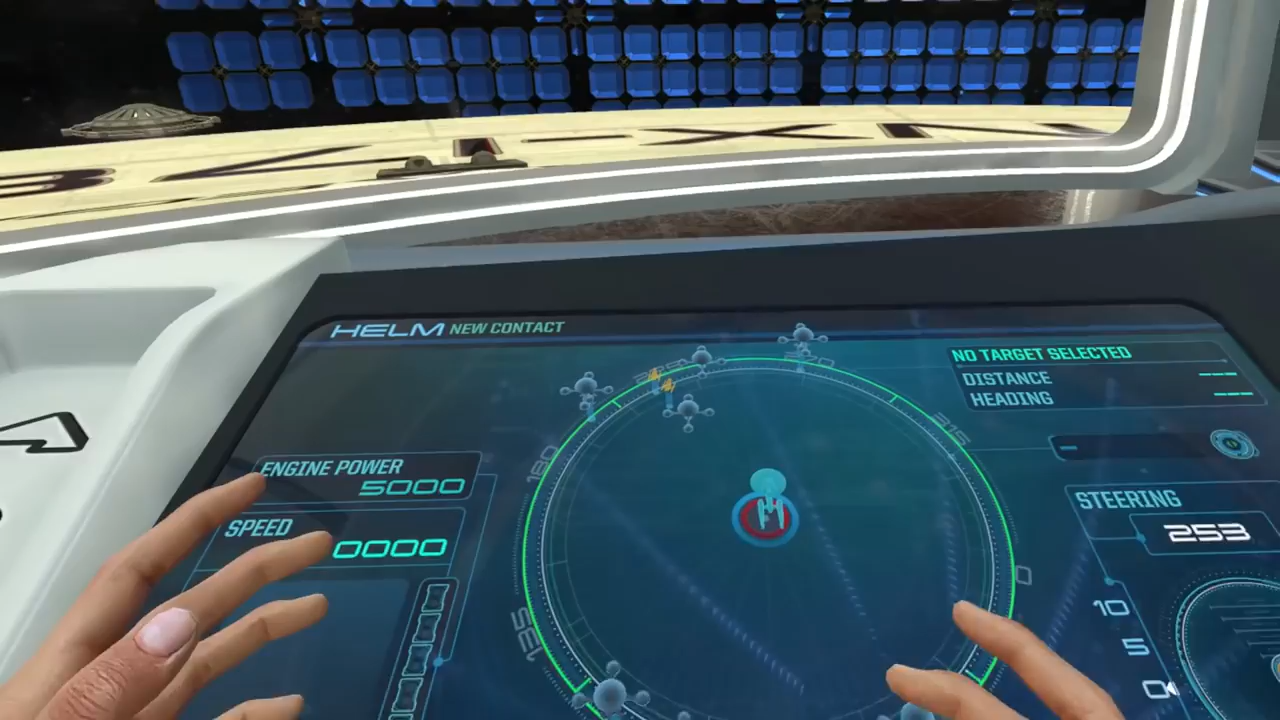 HELM NEW CONTACT
NO TARGET SELECTED
DISTANCE ---
HEADING ---
ENGINE POWER
5000
SPEED
0000
STEERING
253
10
5
180
315
0
135